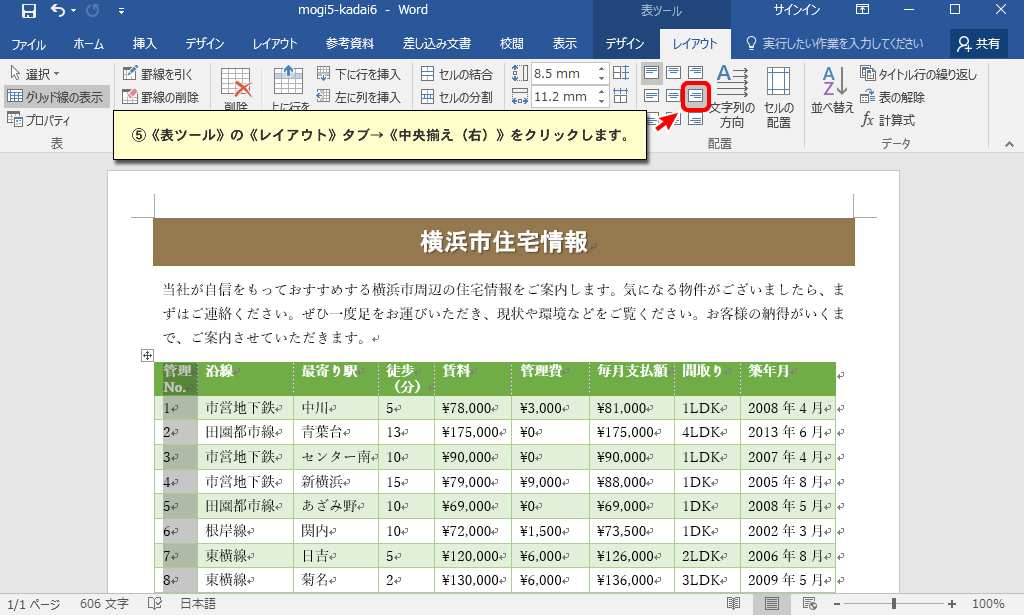 mogi5-kadai6 - Word
表ツール
サインイン
ファイル ホーム 挿入 デザイン レイアウト 参考資料 差し込み文書 校閲 表示 デザイン レイアウト 実行したい作業を入力してください 共有
選択 罫線を引く 下に行を挿入 セルの結合 8.5 mm タイトル行の繰り返し
グリッド線の表示 罫線の削除 削除 上に行を 左に列を挿入 セルの分割 11.2 mm 文字列の方向 セルの配置 並べ替え 表の解除
プロパティ 計算式
表 配置 データ
⑤《表ツール》の《レイアウト》タブ→《中央揃え（右）》をクリックします。
横浜市住宅情報
当社が自信をもっておすすめする横浜市周辺の住宅情報をご案内します。気になる物件がございましたら、ま
ずはご連絡ください。ぜひ一度足をお運びいただき、現状や環境などをご覧ください。お客様の納得がいくま
で、ご案内させていただきます。
管理No. 沿線 最寄り駅 徒歩（分） 賃料 管理費 毎月支払額 間取り 築年月
1 市営地下鉄 中川 5 ¥78,000 ¥3,000 ¥81,000 1LDK 2008 年 4 月
2 田園都市線 青葉台 13 ¥175,000 ¥0 ¥175,000 4LDK 2013 年 6 月
3 市営地下鉄 センター南 10 ¥90,000 ¥0 ¥90,000 1LDK 2007 年 4 月
4 市営地下鉄 新横浜 15 ¥79,000 ¥9,000 ¥88,000 1DK 2005 年 8 月
5 田園都市線 あざみ野 10 ¥69,000 ¥0 ¥69,000 1DK 2008 年 5 月
6 根岸線 関内 10 ¥72,000 ¥1,500 ¥73,500 1DK 2002 年 3 月
7 東横線 日吉 5 ¥120,000 ¥6,000 ¥126,000 2LDK 2006 年 8 月
8 東横線 菊名 2 ¥130,000 ¥6,000 ¥136,000 3LDK 2009 年 5 月
1/1 ページ 606 文字 日本語 100%